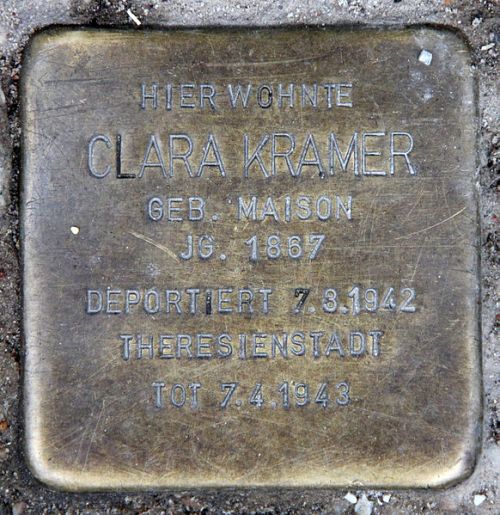 HIER WOHNTE
CLARA KRAMER
GEB. MAISON
JG. 1867
DEPORTIERT 7.8.1942
THERESIENSTADT
TOT 7.4.1943